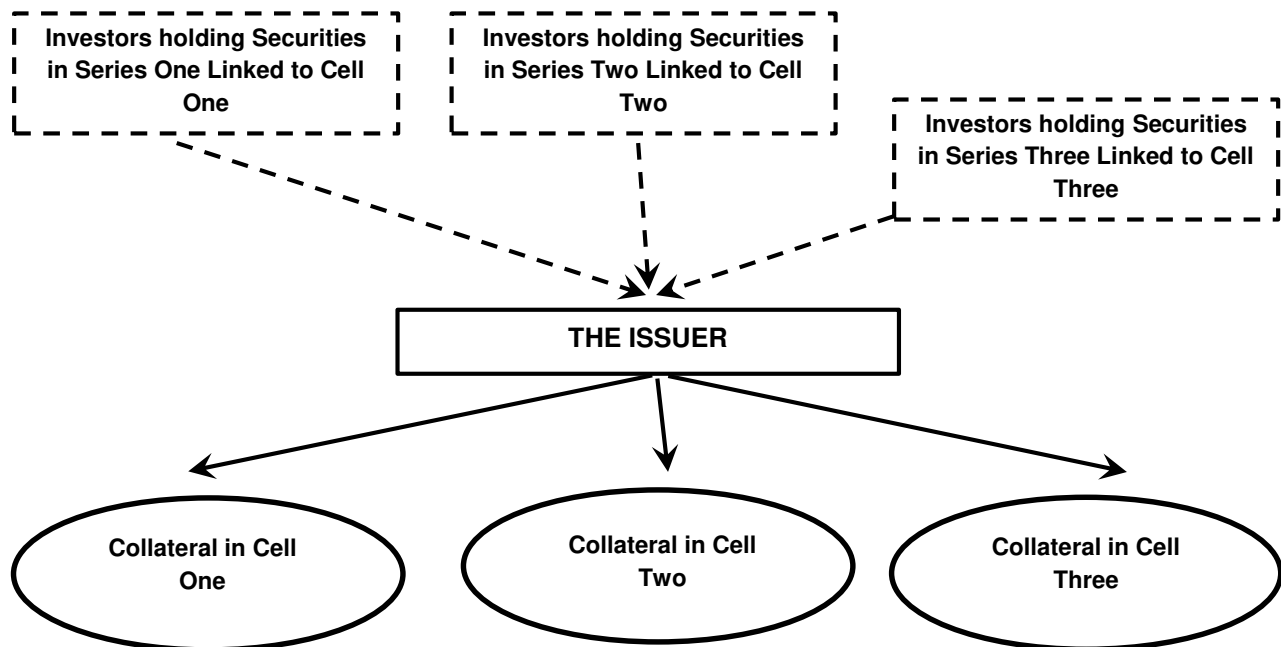 Investors holding Securities
in Series One Linked to Cell
One
Investors holding Securities
in Series Two Linked to Cell
Two
Investors holding Securities
in Series Three Linked to Cell
Three
THE ISSUER
Collateral in Cell
One
Collateral in Cell
Two
Collateral in Cell
Three